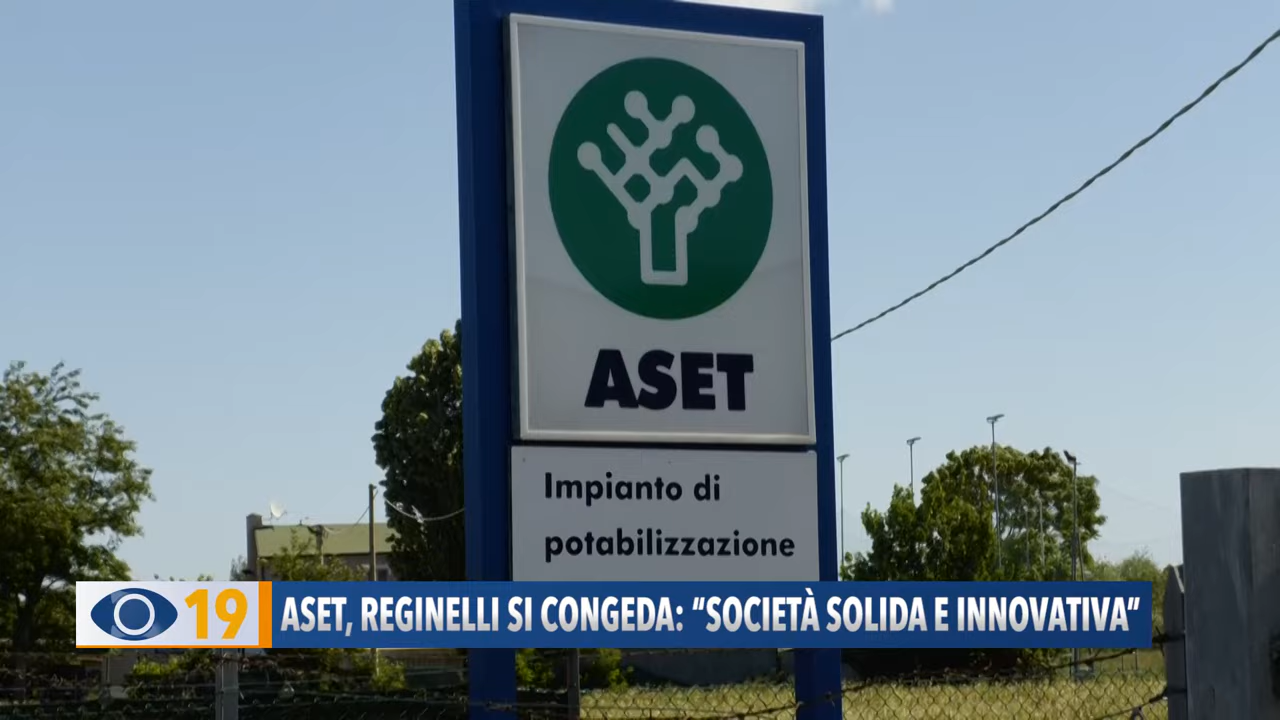 ASET
Impianto di
potabilizzazione
19 ASET, REGINELLI SI CONGEDA: “SOCIETÀ SOLIDA E INNOVATIVA”